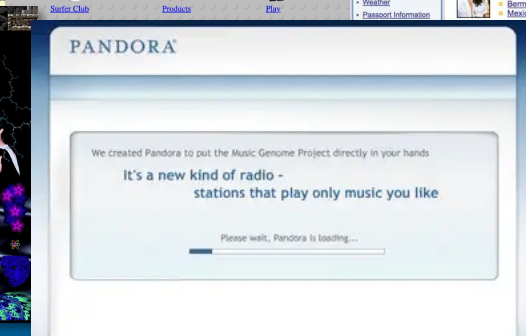 Surfer Club
Products
Play
Weather
Passport Information
Berm
Mexic
PANDORA
We created Pandora to put the Music Genome Project directly in your hands
It's a new kind of radio -
stations that play only music you like
Please wait, Pandora is loading...